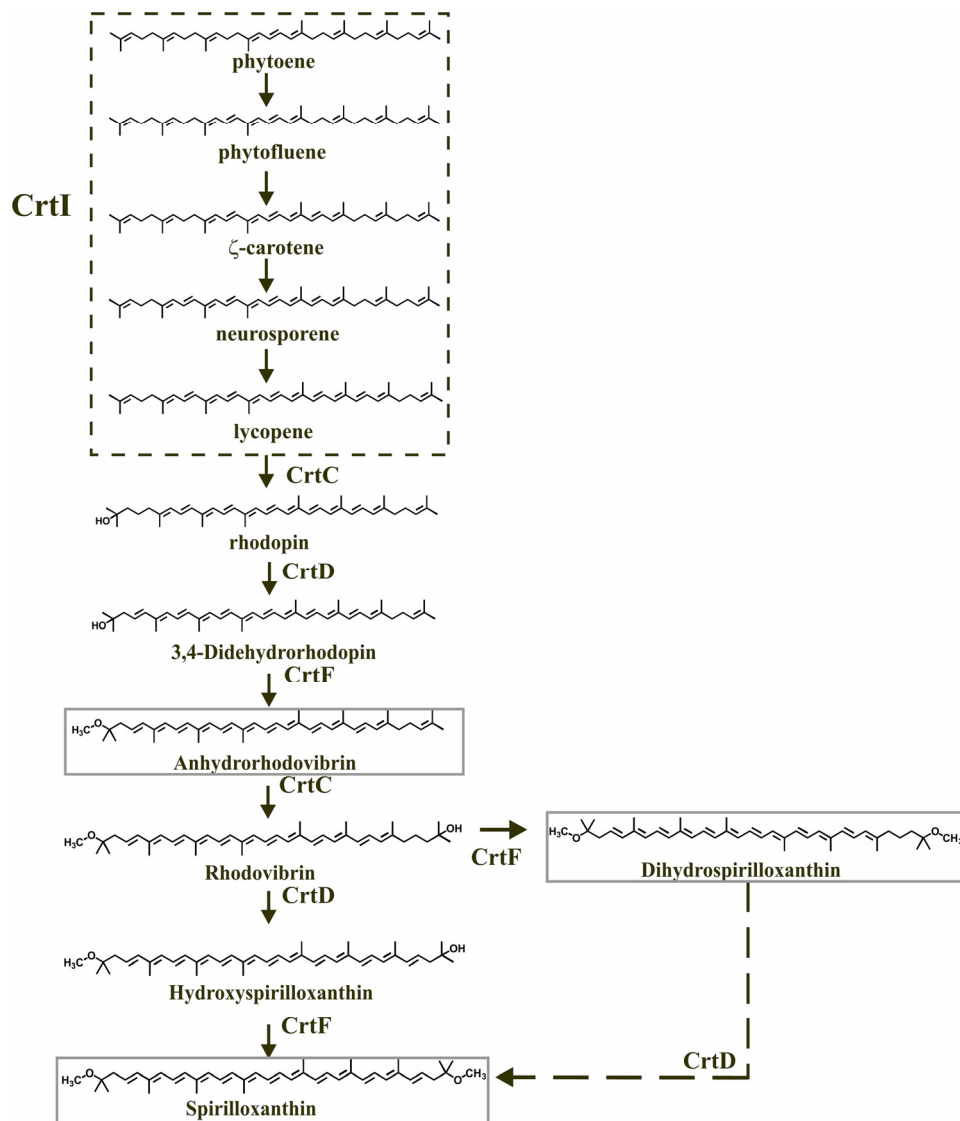 phytoene
phytofluene
CrtI
ζ-carotene
neurosporene
lycopene
CrtC
HO
rhodopin
CrtD
HO
3,4-Didehydrorhodopin
CrtF
H₃C O
Anhydrorhodovibrin
CrtC
H₃C O OH
Rhodovibrin
CrtF
H₃C O O CH₃
Dihydrospirilloxanthin
CrtD
H₃C O OH
Hydroxyspirilloxanthin
CrtF
CrtD
H₃C O O CH₃
Spirilloxanthin